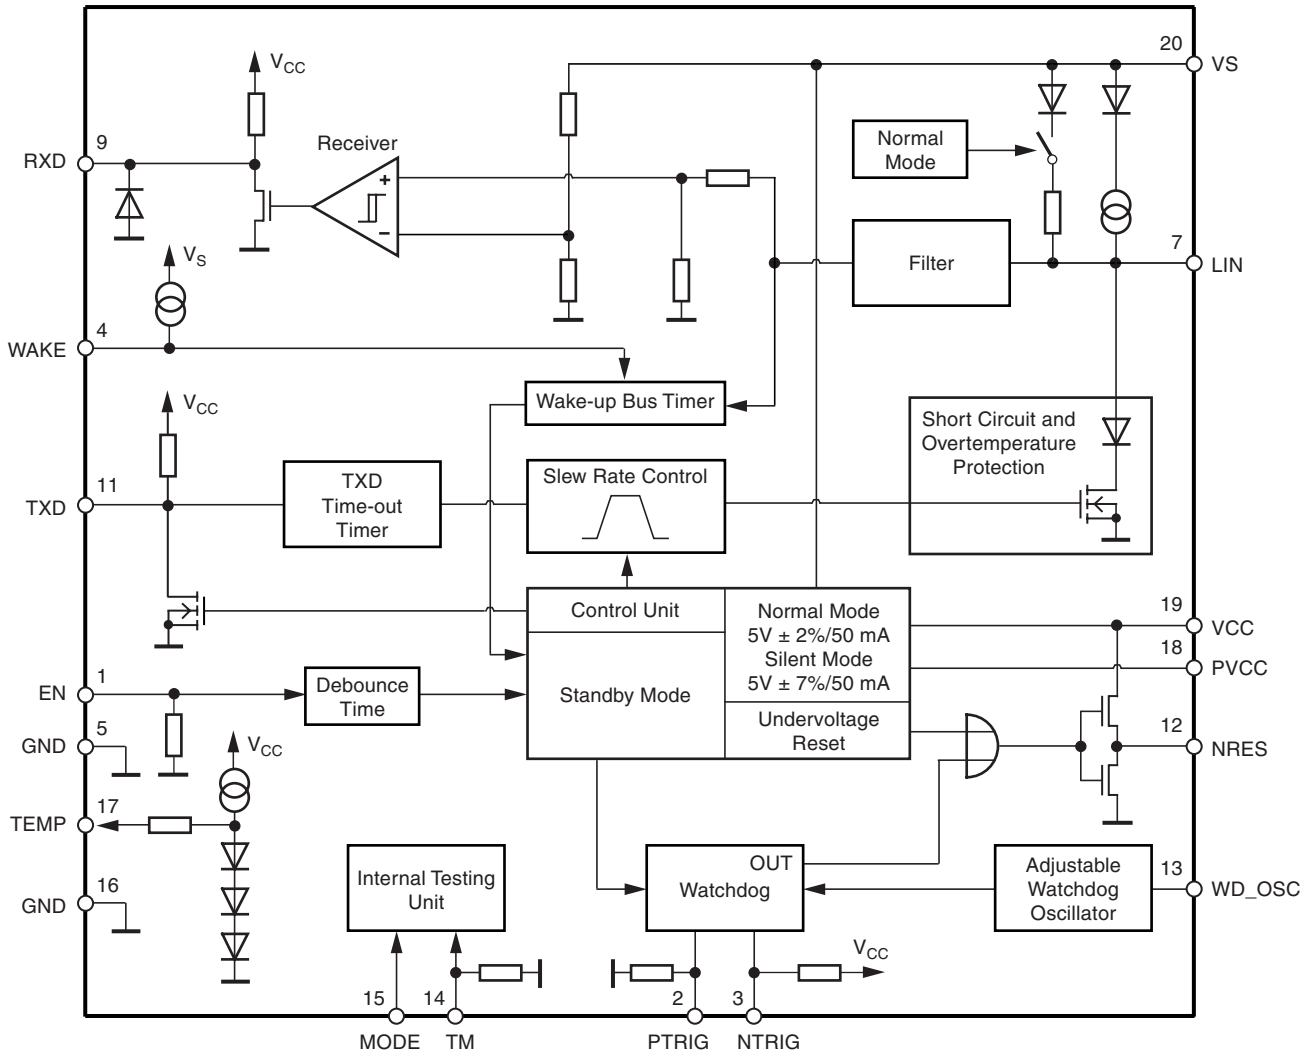 20
VS
VCC
9
RXD
Receiver
+
−
Normal
Mode
Filter
7
LIN
VS
4
WAKE
Wake-up Bus Timer
VCC
Short Circuit and
Overtemperature
Protection
11
TXD
TXD
Time-out
Timer
Slew Rate Control
Control Unit
Normal Mode
5V ± 2%/50 mA
Silent Mode
5V ± 7%/50 mA
19
VCC
18
PVCC
1
EN
Debounce
Time
Standby Mode
Undervoltage
Reset
12
NRES
5
GND
VCC
17
TEMP
16
GND
Internal Testing
Unit
OUT
Watchdog
Adjustable
Watchdog
Oscillator
13
WD_OSC
VCC
15
14
2
3
MODE
TM
PTRIG
NTRIG